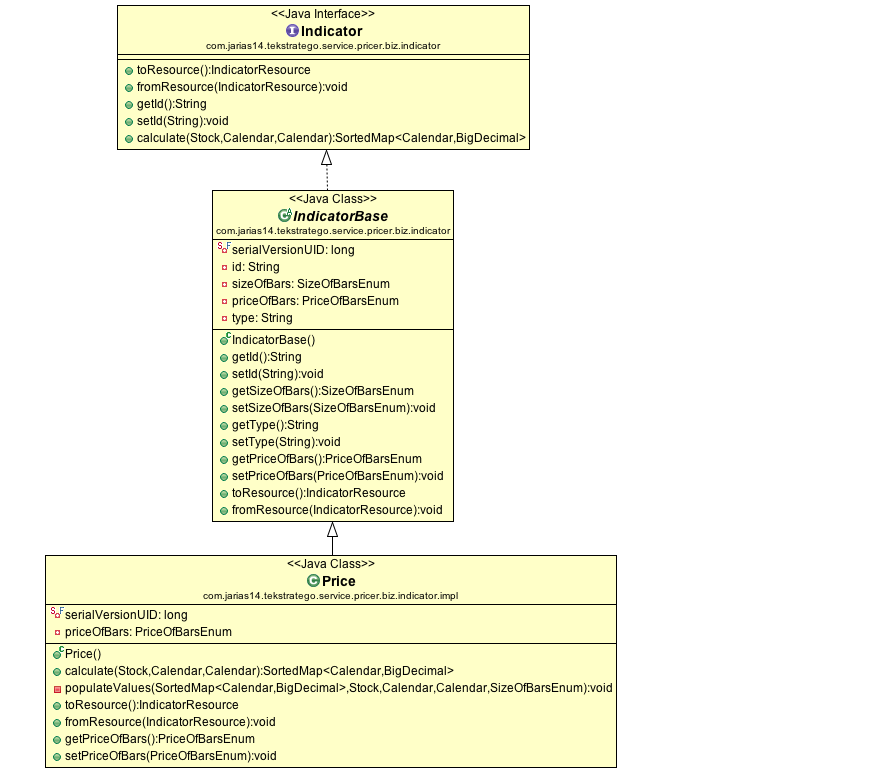 <<Java Interface>>
Indicator
com.jarias14.tekstratego.service.pricer.biz.indicator
toResource():IndicatorResource
fromResource(IndicatorResource):void
getId():String
setId(String):void
calculate(Stock,Calendar,Calendar):SortedMap<Calendar,BigDecimal>
<<Java Class>>
IndicatorBase
com.jarias14.tekstratego.service.pricer.biz.indicator
serialVersionUID: long
id: String
sizeOfBars: SizeOfBarsEnum
priceOfBars: PriceOfBarsEnum
type: String
IndicatorBase()
getId():String
setId(String):void
getSizeOfBars():SizeOfBarsEnum
setSizeOfBars(SizeOfBarsEnum):void
getType():String
setType(String):void
getPriceOfBars():PriceOfBarsEnum
setPriceOfBars(PriceOfBarsEnum):void
toResource():IndicatorResource
fromResource(IndicatorResource):void
<<Java Class>>
Price
com.jarias14.tekstratego.service.pricer.biz.indicator.impl
serialVersionUID: long
priceOfBars: PriceOfBarsEnum
Price()
calculate(Stock,Calendar,Calendar):SortedMap<Calendar,BigDecimal>
populateValues(SortedMap<Calendar,BigDecimal>,Stock,Calendar,Calendar,SizeOfBarsEnum):void
toResource():IndicatorResource
fromResource(IndicatorResource):void
getPriceOfBars():PriceOfBarsEnum
setPriceOfBars(PriceOfBarsEnum):void